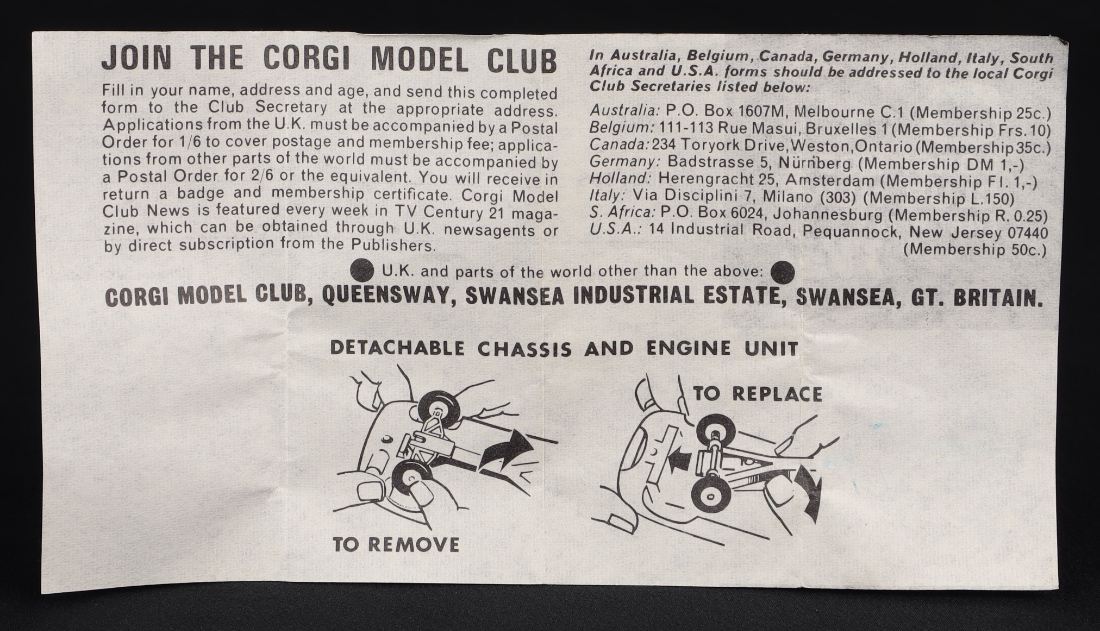 JOIN THE CORGI MODEL CLUB
Fill in your name, address and age, and send this completed
form to the Club Secretary at the appropriate address.
Applications from the U.K. must be accompanied by a Postal
Order for 1/6 to cover postage and membership fee; applica-
tions from other parts of the world must be accompanied by
a Postal Order for 2/6 or the equivalent. You will receive in
return a badge and membership certificate. Corgi Model
Club News is featured every week in TV Century 21 maga-
zine, which can be obtained through U.K. newsagents or
by direct subscription from the Publishers.
In Australia, Belgium, Canada, Germany, Holland, Italy, South
Africa and U.S.A. forms should be addressed to the local Corgi
Club Secretaries listed below:
Australia: P.O. Box 1607M, Melbourne C.1 (Membership 25c.)
Belgium: 111-113 Rue Masui, Bruxelles 1 (Membership Frs. 10)
Canada: 234 Toryork Drive, Weston, Ontario (Membership 35c.)
Germany: Badstrasse 5, Nürnberg (Membership DM 1,-)
Holland: Herengracht 25, Amsterdam (Membership Fl. 1,-)
Italy: Via Disciplini 7, Milano (303) (Membership L.150)
S. Africa: P.O. Box 6024, Johannesburg (Membership R. 0.25)
U.S.A.: 14 Industrial Road, Pequannock, New Jersey 07440
(Membership 50c.)
U.K. and parts of the world other than the above:
CORGI MODEL CLUB, QUEENSWAY, SWANSEA INDUSTRIAL ESTATE, SWANSEA, GT. BRITAIN.
DETACHABLE CHASSIS AND ENGINE UNIT
TO REPLACE
TO REMOVE